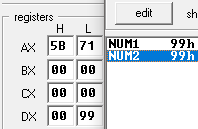 registers
H L
AX 5B 71
BX 00 00
CX 00 00
DX 00 99
edit sh
NUM1 99h
NUM2 99h